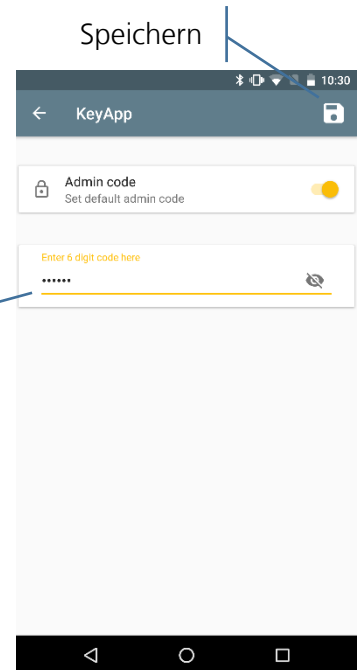 Speichern
10:30
KeyApp
Admin code
Set default admin code
Enter 6 digit code here
••••••